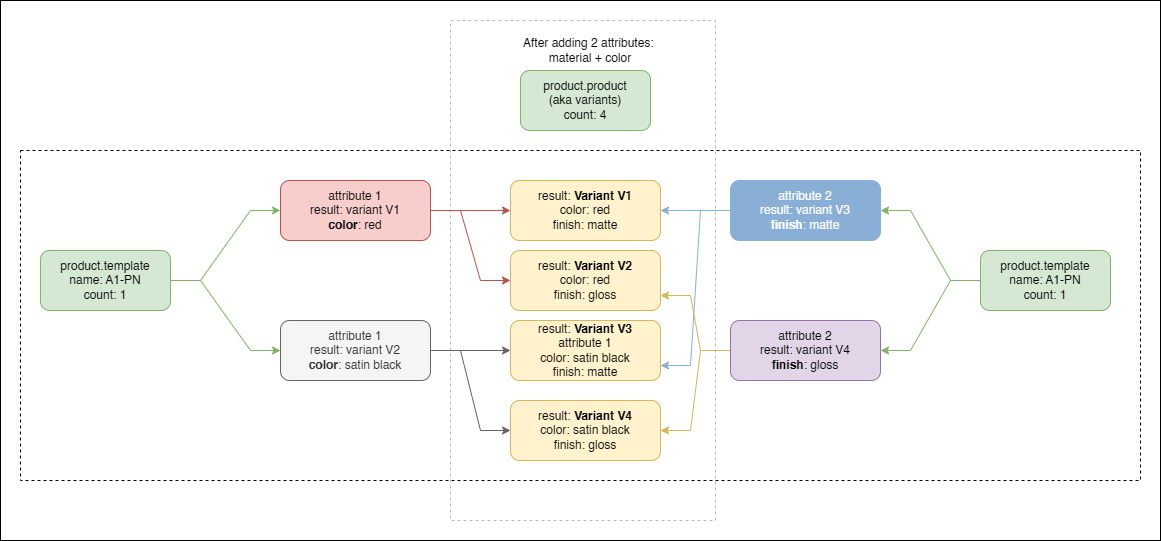 After adding 2 attributes:
material + color
product.product
(aka variants)
count: 4
product.template
name: A1-PN
count: 1
attribute 1
result: variant V1
color: red
attribute 1
result: variant V2
color: satin black
result: Variant V1
color: red
finish: matte
result: Variant V2
color: red
finish: gloss
result: Variant V3
attribute 1
color: satin black
finish: matte
result: Variant V4
color: satin black
finish: gloss
attribute 2
result: variant V3
finish: matte
attribute 2
result: variant V4
finish: gloss
product.template
name: A1-PN
count: 1